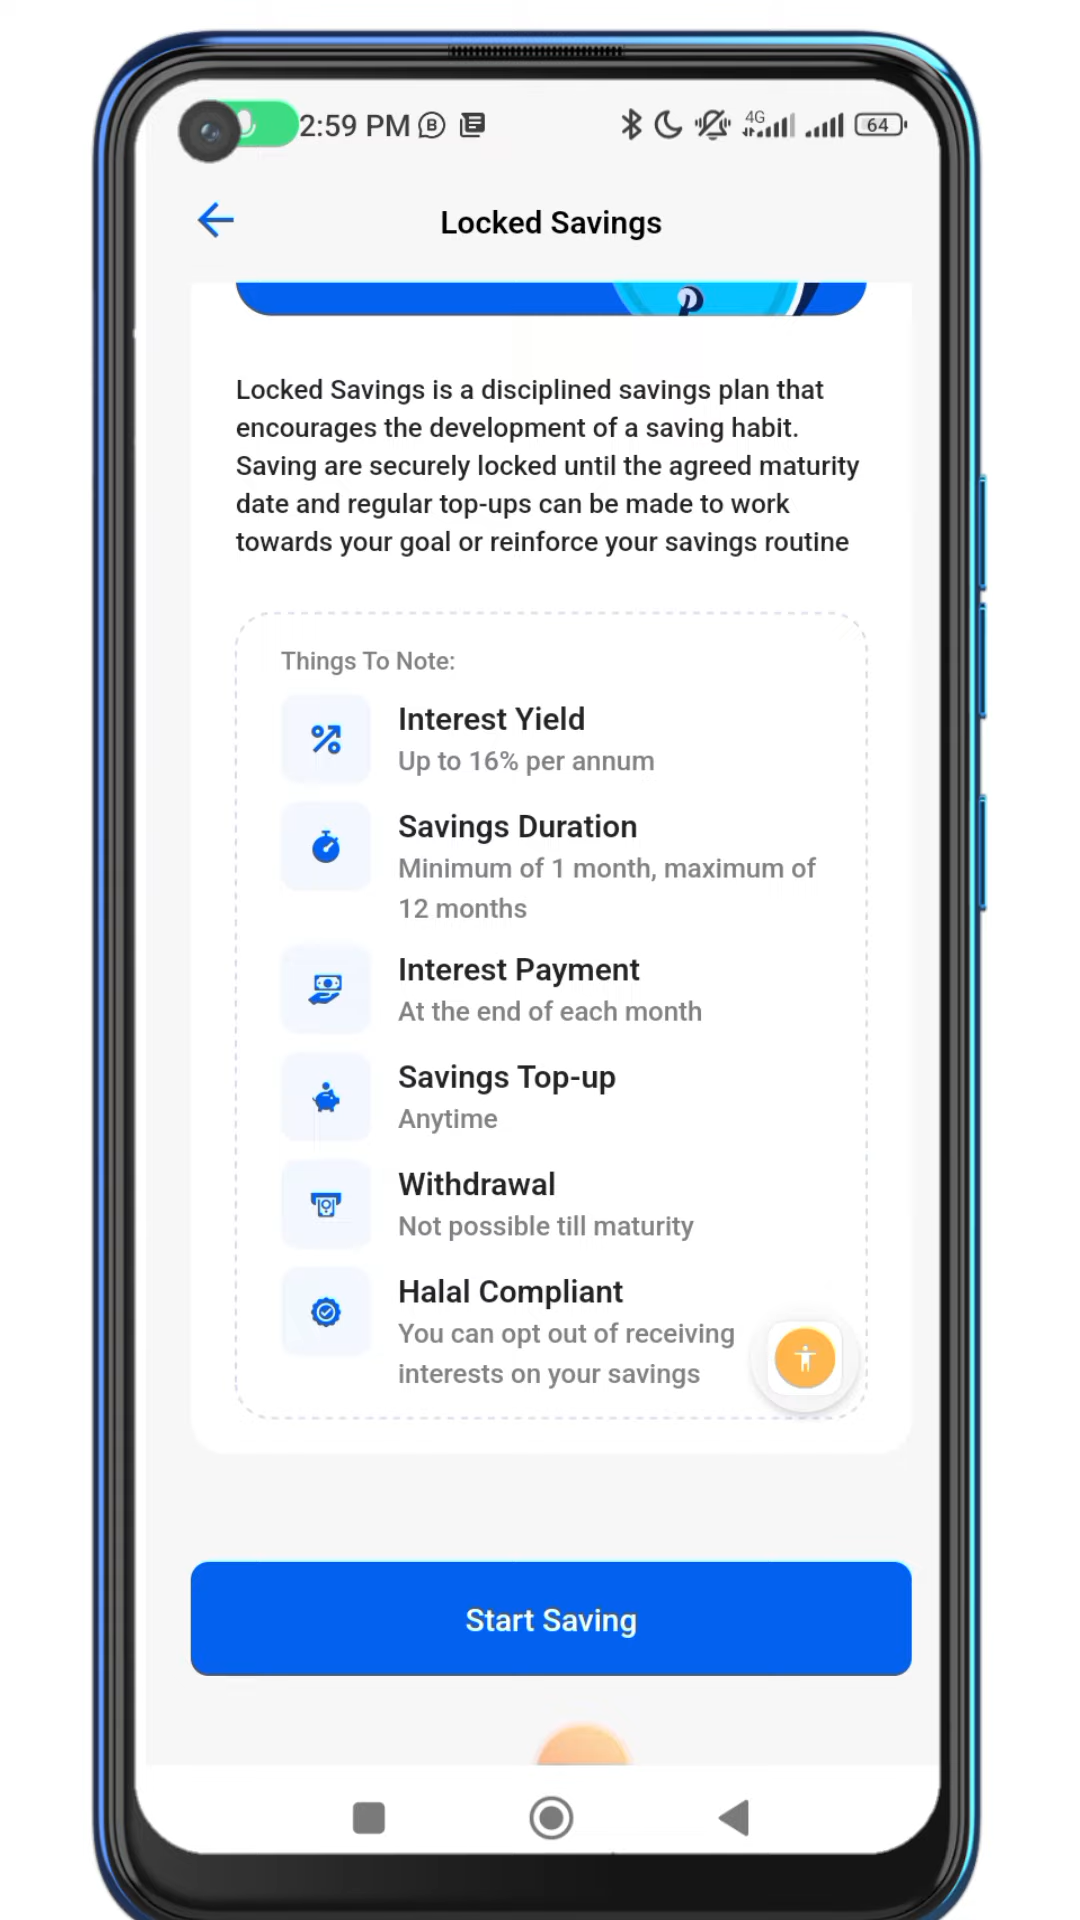 2:59 PM
4G
64
Locked Savings
Locked Savings is a disciplined savings plan that
encourages the development of a saving habit.
Saving are securely locked until the agreed maturity
date and regular top-ups can be made to work
towards your goal or reinforce your savings routine
Things To Note:
Interest Yield
Up to 16% per annum
Savings Duration
Minimum of 1 month, maximum of
12 months
Interest Payment
At the end of each month
Savings Top-up
Anytime
Withdrawal
Not possible till maturity
Halal Compliant
You can opt out of receiving
interests on your savings
Start Saving